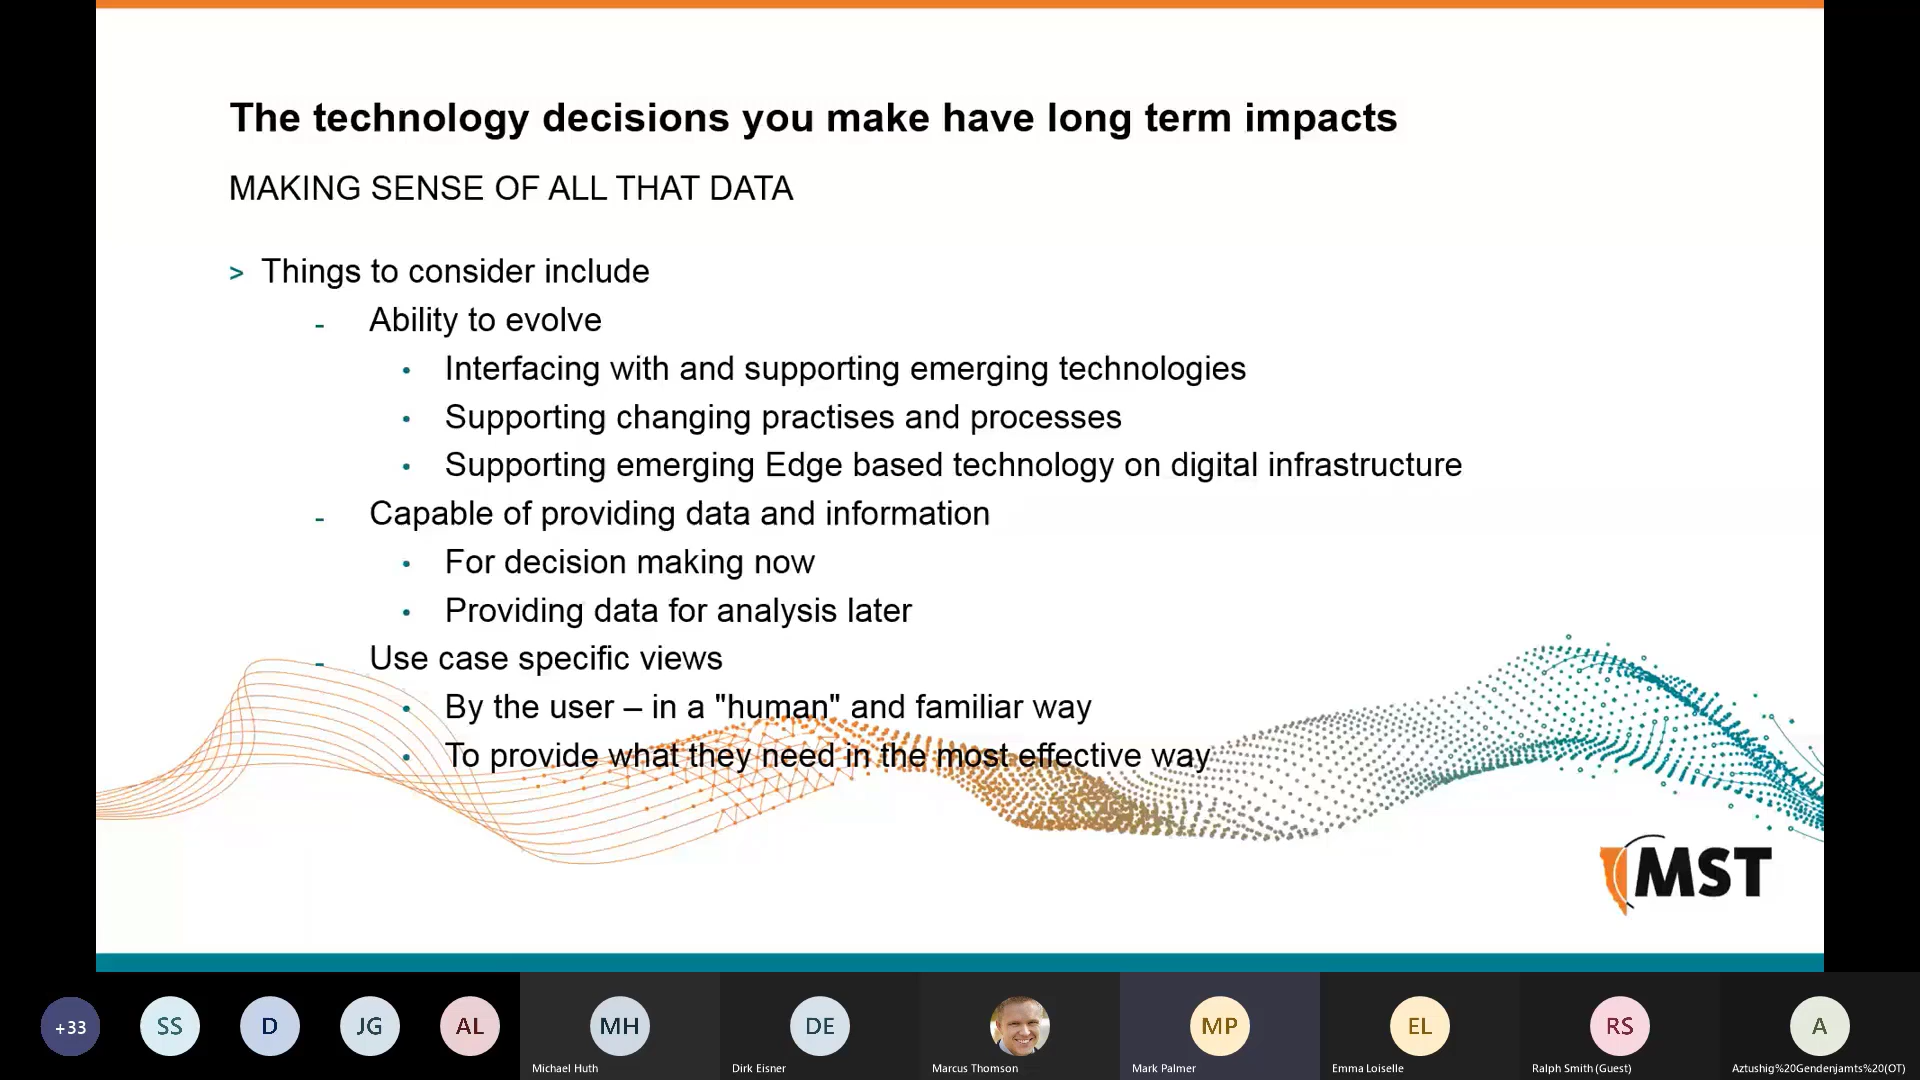 The technology decisions you make have long term impacts
MAKING SENSE OF ALL THAT DATA
> Things to consider include
- Ability to evolve
• Interfacing with and supporting emerging technologies
• Supporting changing practises and processes
• Supporting emerging Edge based technology on digital infrastructure
- Capable of providing data and information
• For decision making now
• Providing data for analysis later
- Use case specific views
• By the user – in a "human" and familiar way
• To provide what they need in the most effective way
MST
+33
SS
D
JG
AL
MH
Michael Huth
DE
Dirk Eisner
Marcus Thomson
MP
Mark Palmer
EL
Emma Loiselle
RS
Ralph Smith (Guest)
A
Aztushig%20Gendenjamts%20(OT)